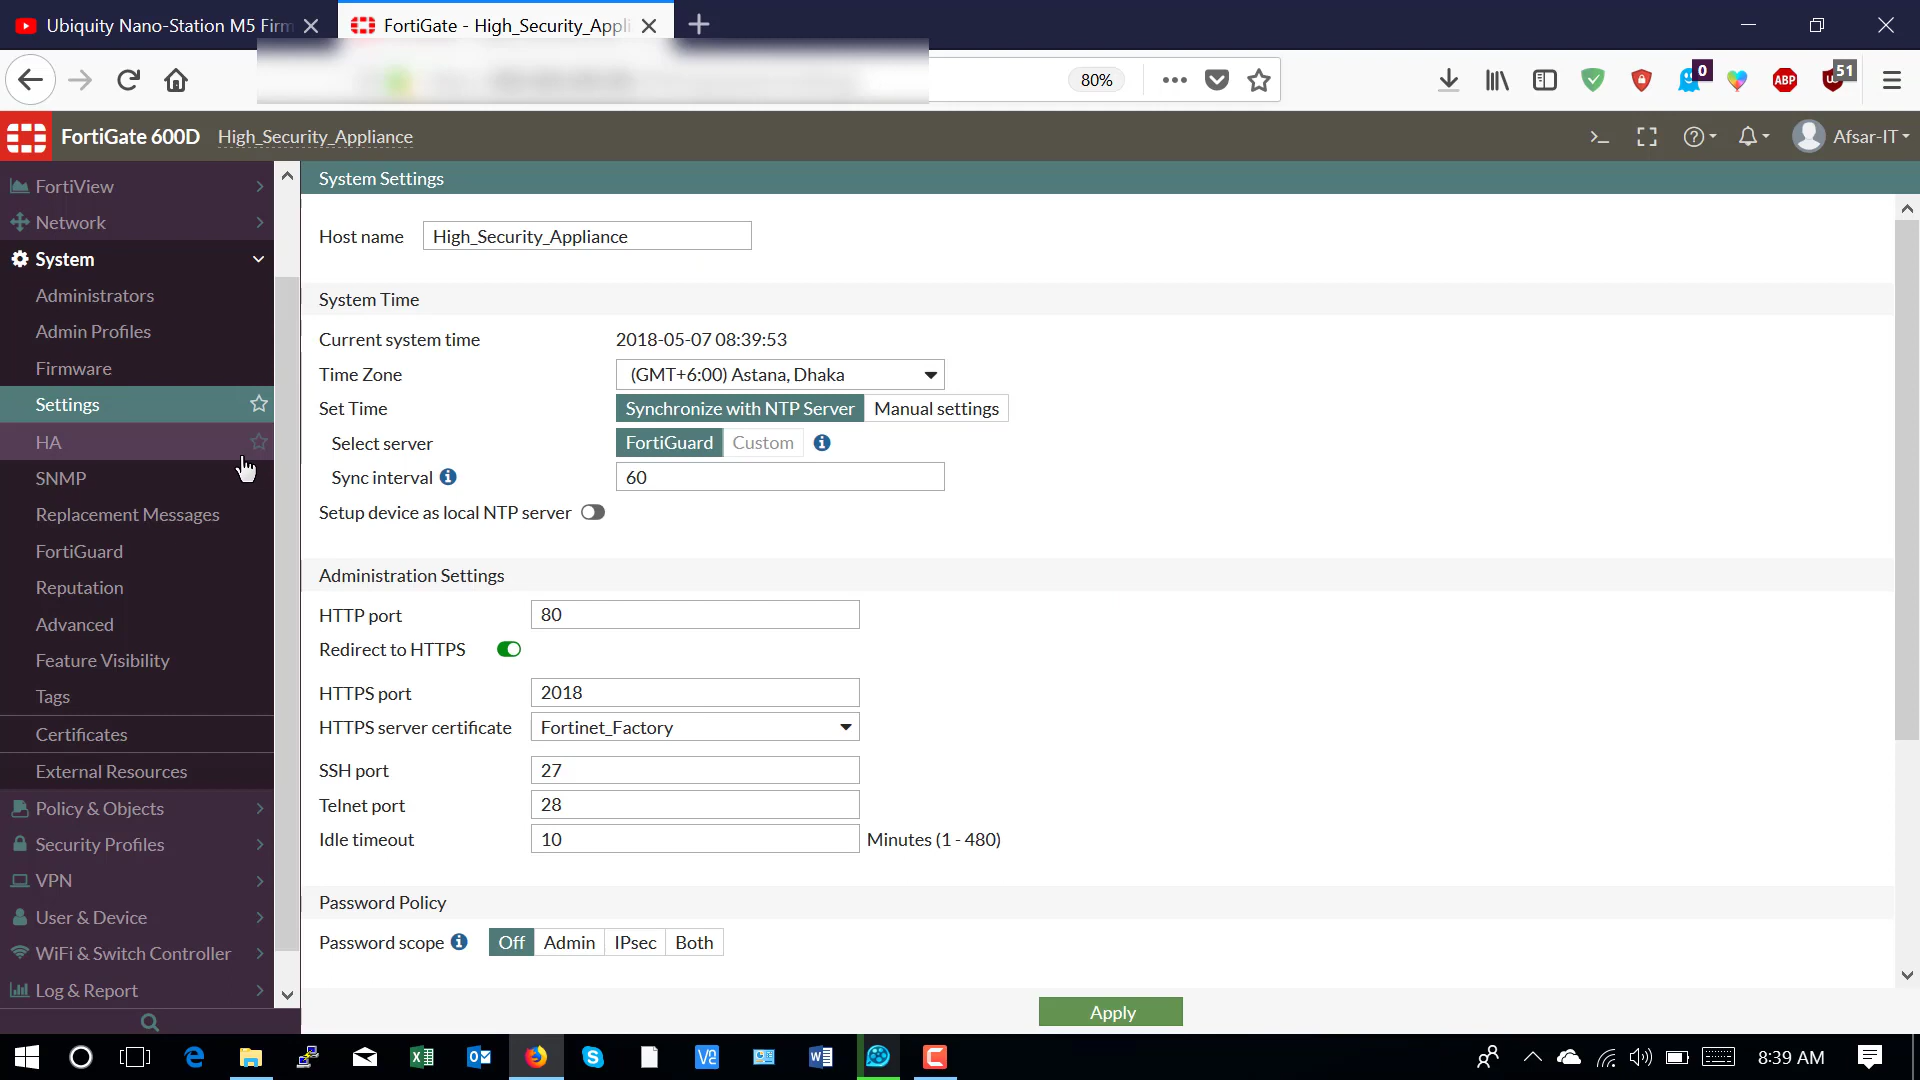 Ubiquity Nano-Station M5 Firm
FortiGate - High_Security_Appli
80%
0
ABP
51
FortiGate 600D
High_Security_Appliance
>_
Afsar-IT
FortiView
Network
System
Administrators
Admin Profiles
Firmware
Settings
HA
SNMP
Replacement Messages
FortiGuard
Reputation
Advanced
Feature Visibility
Tags
Certificates
External Resources
Policy & Objects
Security Profiles
VPN
User & Device
WiFi & Switch Controller
Log & Report
System Settings
Host name High_Security_Appliance
System Time
Current system time 2018-05-07 08:39:53
Time Zone (GMT+6:00) Astana, Dhaka
Set Time Synchronize with NTP Server Manual settings
Select server FortiGuard Custom
Sync interval 60
Setup device as local NTP server
Administration Settings
HTTP port 80
Redirect to HTTPS
HTTPS port 2018
HTTPS server certificate Fortinet_Factory
SSH port 27
Telnet port 28
Idle timeout 10 Minutes (1 - 480)
Password Policy
Password scope Off Admin IPsec Both
Apply
8:39 AM